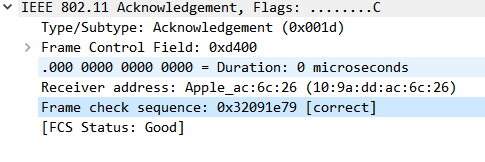 IEEE 802.11 Acknowledgement, Flags: ........C
Type/Subtype: Acknowledgement (0x001d)
Frame Control Field: 0xd400
.000 0000 0000 0000 = Duration: 0 microseconds
Receiver address: Apple_ac:6c:26 (10:9a:dd:ac:6c:26)
Frame check sequence: 0x32091e79 [correct]
[FCS Status: Good]